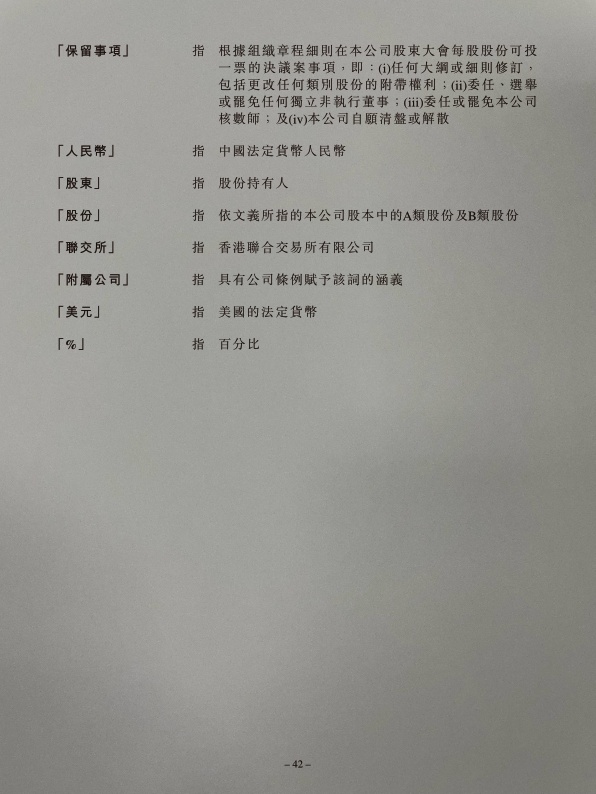 「保留事項」 指 根據組織章程細則在本公司股東大會每股股份可投
一票的決議案事項，即：(i)任何大綱或細則修訂，
包括更改任何類別股份的附帶權利；(ii)委任、選舉
或罷免任何獨立非執行董事；(iii)委任或罷免本公司
核數師；及(iv)本公司自願清盤或解散
「人民幣」 指 中國法定貨幣人民幣
「股東」 指 股份持有人
「股份」 指 依文義所指的本公司股本中的A類股份及B類股份
「聯交所」 指 香港聯合交易所有限公司
「附屬公司」 指 具有公司條例賦予該詞的涵義
「美元」 指 美國的法定貨幣
「%」 指 百分比
– 42 –